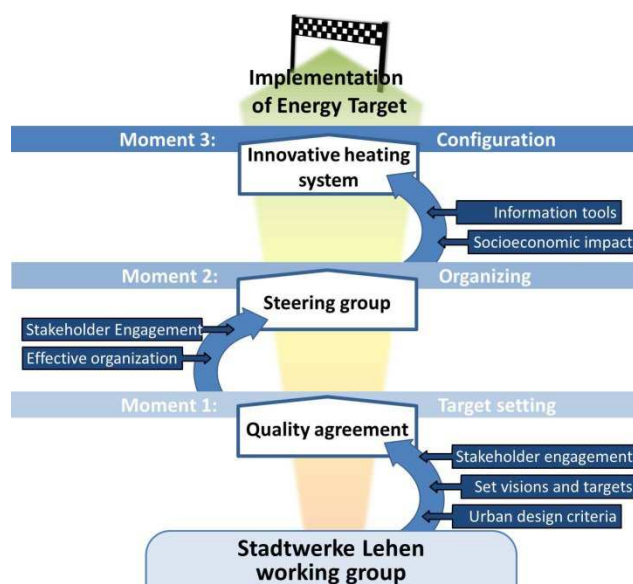 Implementation
of Energy Target
Moment 3:
Configuration
Innovative heating
system
Information tools
Socioeconomic impact
Moment 2:
Organizing
Steering group
Stakeholder Engagement
Effective organization
Moment 1:
Target setting
Quality agreement
Stakeholder engagement
Set visions and targets
Urban design criteria
Stadtwerke Lehen
working group